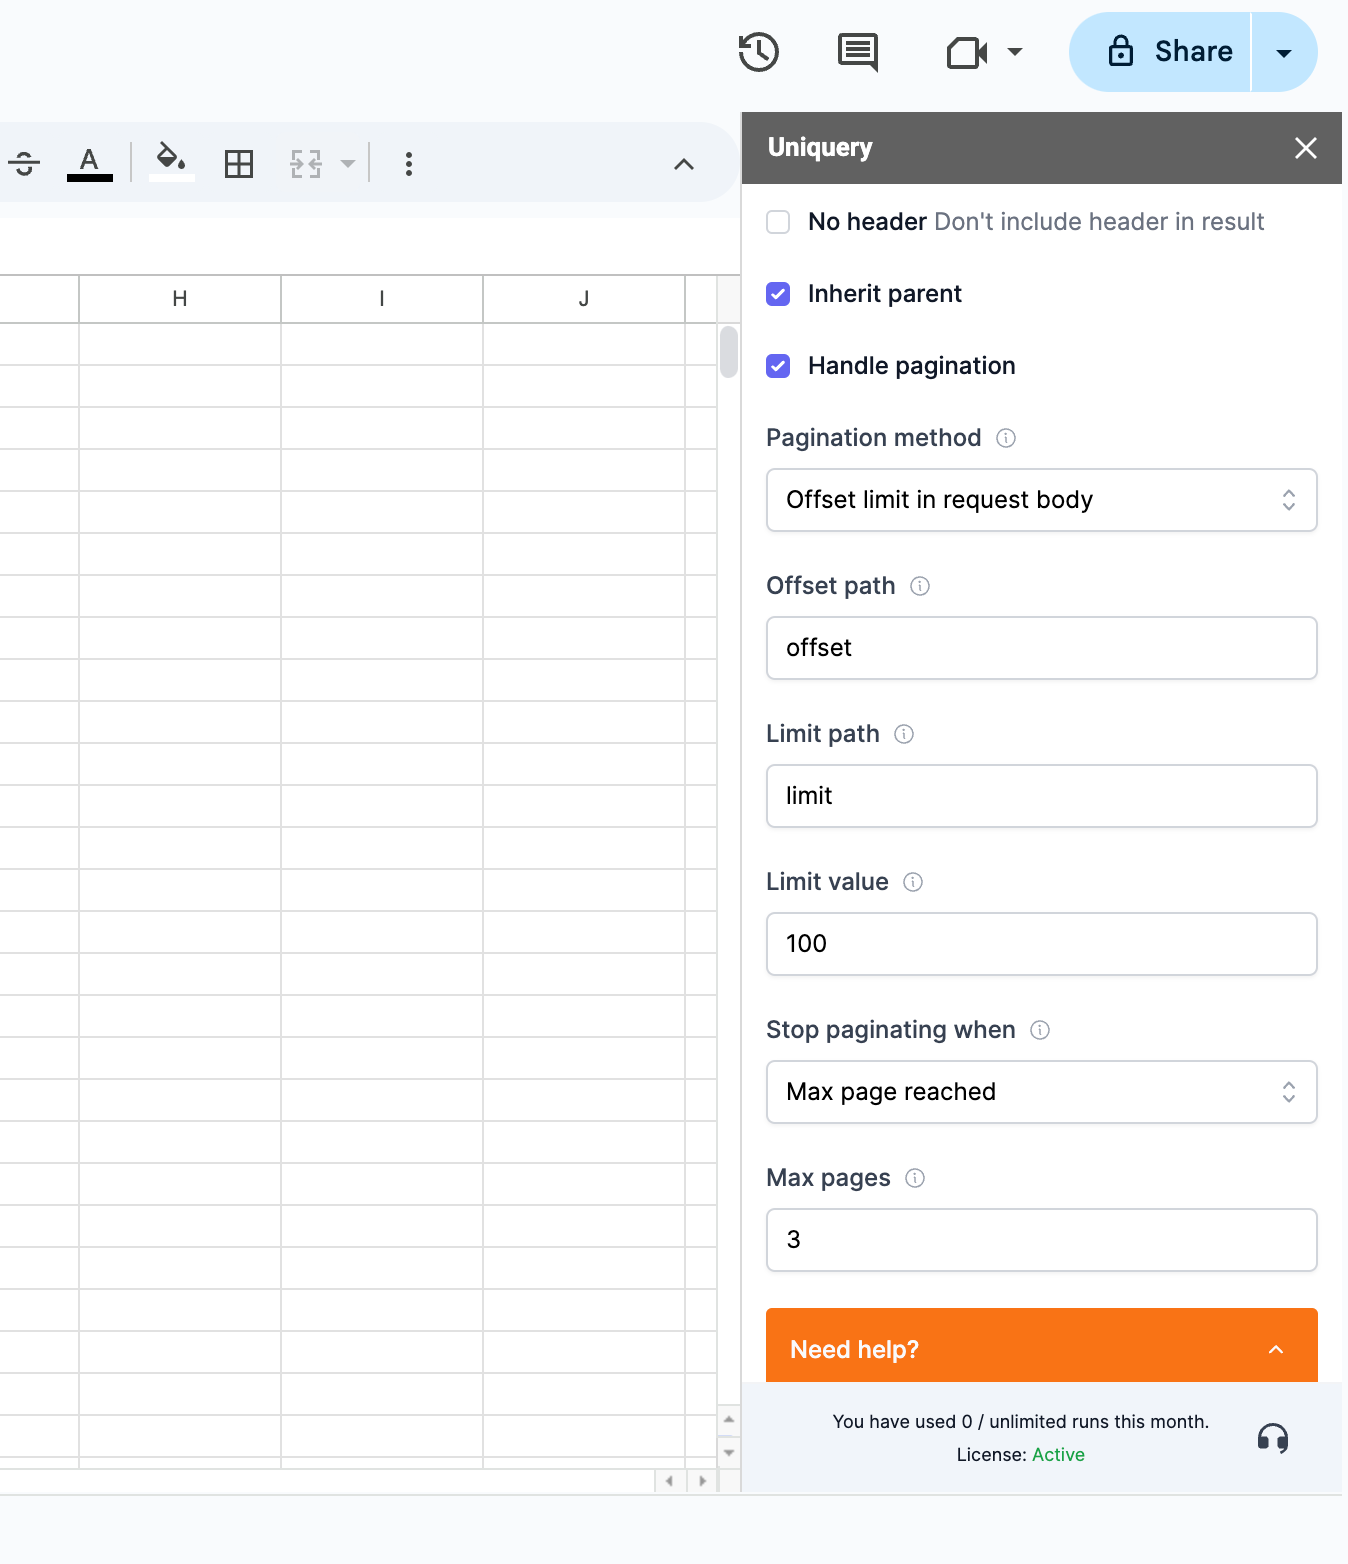 Share
A
Uniquery
No header Don't include header in result
H I J
Inherit parent
Handle pagination
Pagination method
Offset limit in request body
Offset path
offset
Limit path
limit
Limit value
100
Stop paginating when
Max page reached
Max pages
3
Need help?
You have used 0 / unlimited runs this month.
License: Active